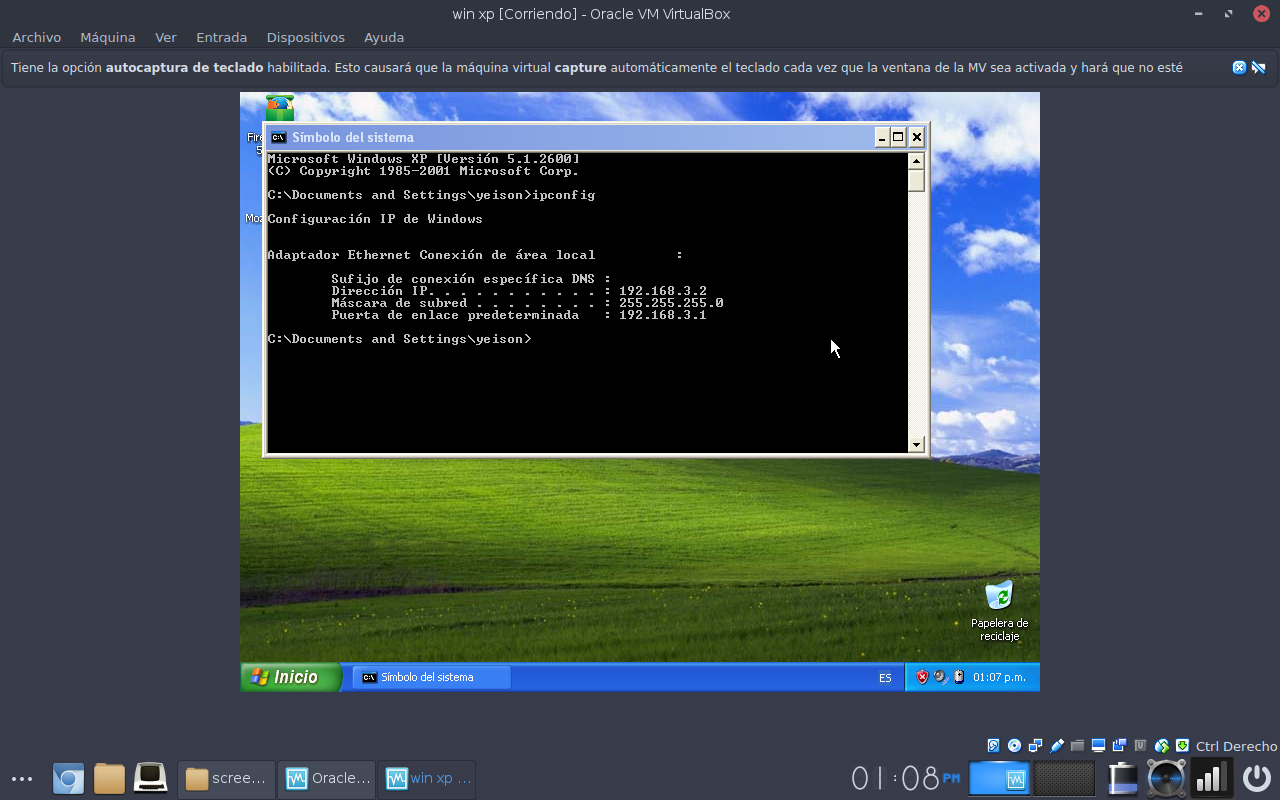 win xp [Corriendo] - Oracle VM VirtualBox
Archivo Máquina Ver Entrada Dispositivos Ayuda
Tiene la opción autocaptura de teclado habilitada. Esto causará que la máquina virtual capture automáticamente el teclado cada vez que la ventana de la MV sea activada y hará que no esté
Símbolo del sistema
Microsoft Windows XP [Versión 5.1.2600]
(C) Copyright 1985-2001 Microsoft Corp.
C:\Documents and Settings\yeison>ipconfig
Configuración IP de Windows
Adaptador Ethernet Conexión de área local :
Sufijo de conexión específica DNS :
Dirección IP. . . . . . . . . . . : 192.168.3.2
Máscara de subred . . . . . . . . : 255.255.255.0
Puerta de enlace predeterminada : 192.168.3.1
C:\Documents and Settings\yeison>
Papelera de
reciclaje
Inicio
Símbolo del sistema
ES
01:07 p.m.
Ctrl Derecho
scree...
Oracle...
win xp ...
01:08 PM